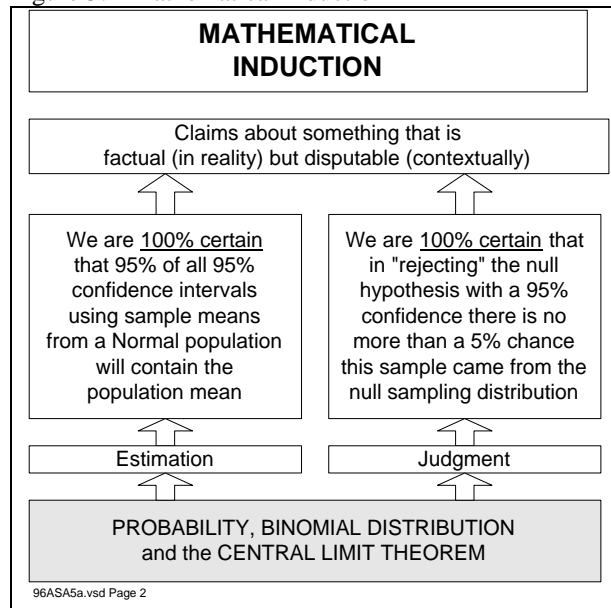 MATHEMATICAL
INDUCTION
Claims about something that is
factual (in reality) but disputable (contextually)
We are 100% certain
that 95% of all 95%
confidence intervals
using sample means
from a Normal population
will contain the
population mean
We are 100% certain that
in "rejecting" the null
hypothesis with a 95%
confidence there is no
more than a 5% chance
this sample came from the
null sampling distribution
Estimation
Judgment
PROBABILITY, BINOMIAL DISTRIBUTION
and the CENTRAL LIMIT THEOREM
96ASA5a.vsd Page 2